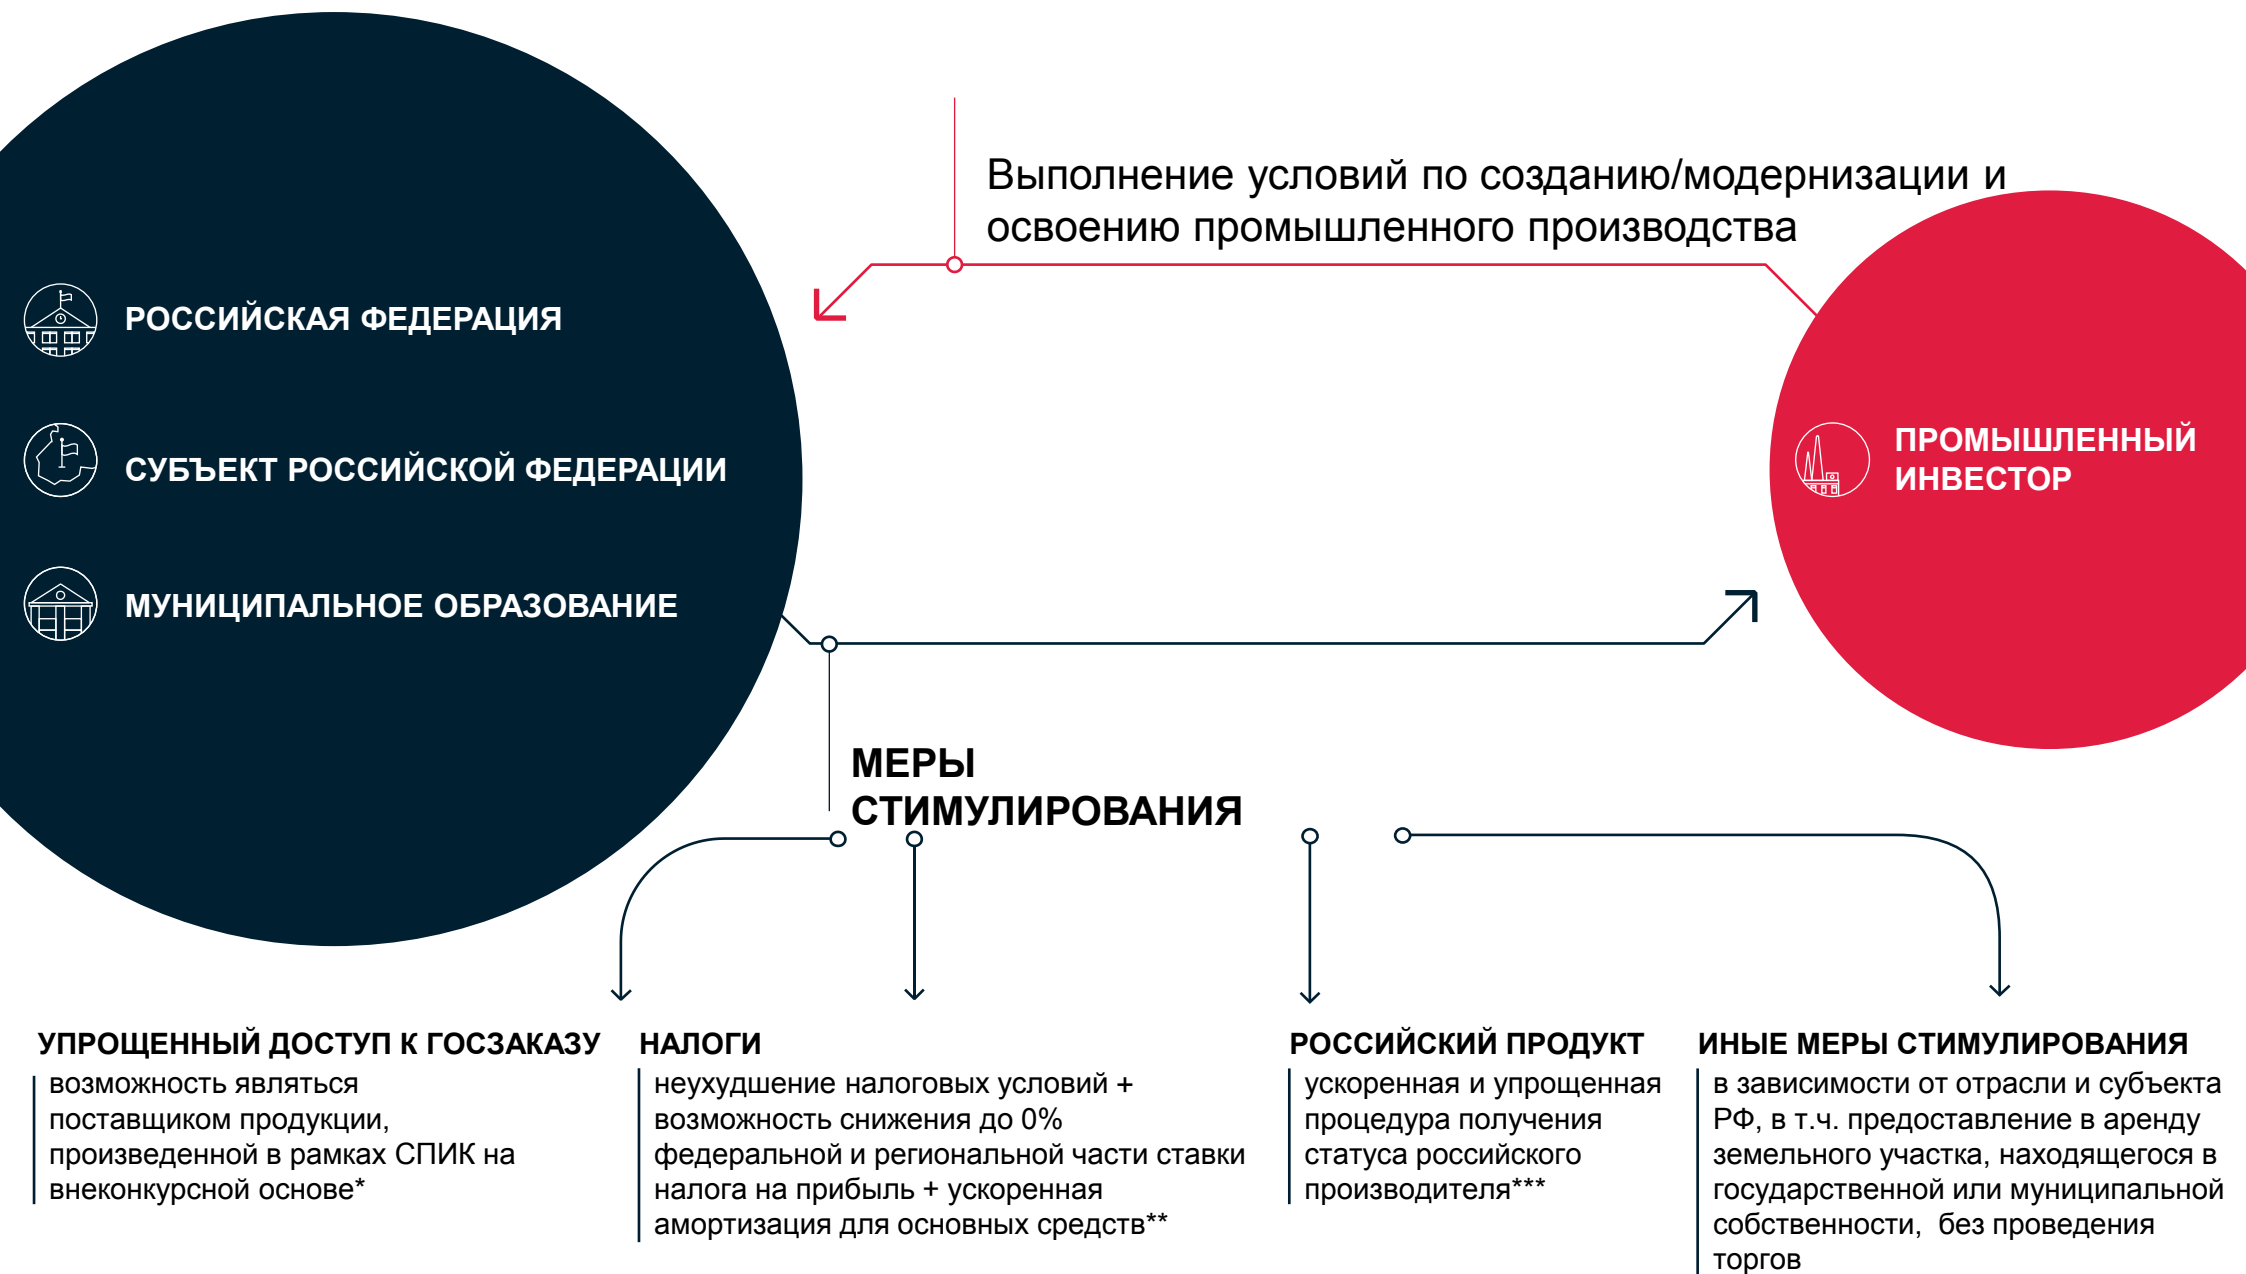 Выполнение условий по созданию/модернизации и
освоению промышленного производства
РОССИЙСКАЯ ФЕДЕРАЦИЯ
СУБЪЕКТ РОССИЙСКОЙ ФЕДЕРАЦИИ
МУНИЦИПАЛЬНОЕ ОБРАЗОВАНИЕ
ПРОМЫШЛЕННЫЙ
ИНВЕСТОР
МЕРЫ
СТИМУЛИРОВАНИЯ
УПРОЩЕННЫЙ ДОСТУП К ГОСЗАКАЗУ
возможность являться
поставщиком продукции,
произведенной в рамках СПИК на
внеконкурсной основе*
НАЛОГИ
неухудшение налоговых условий +
возможность снижения до 0%
федеральной и региональной части ставки
налога на прибыль + ускоренная
амортизация для основных средств**
РОССИЙСКИЙ ПРОДУКТ
ускоренная и упрощенная
процедура получения
статуса российского
производителя***
ИНЫЕ МЕРЫ СТИМУЛИРОВАНИЯ
в зависимости от отрасли и субъекта
РФ, в т.ч. предоставление в аренду
земельного участка, находящегося в
государственной или муниципальной
собственности,  без проведения
торгов